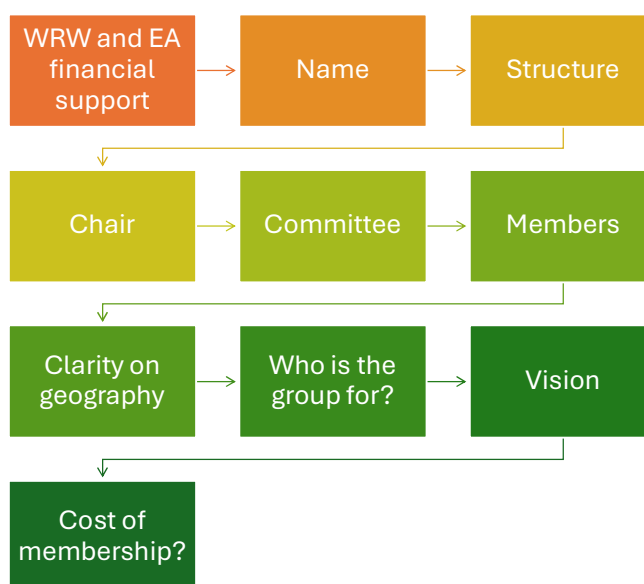 WRW and EA
financial
support
Name
Structure
Chair
Committee
Members
Clarity on
geography
Who is the
group for?
Vision
Cost of
membership?